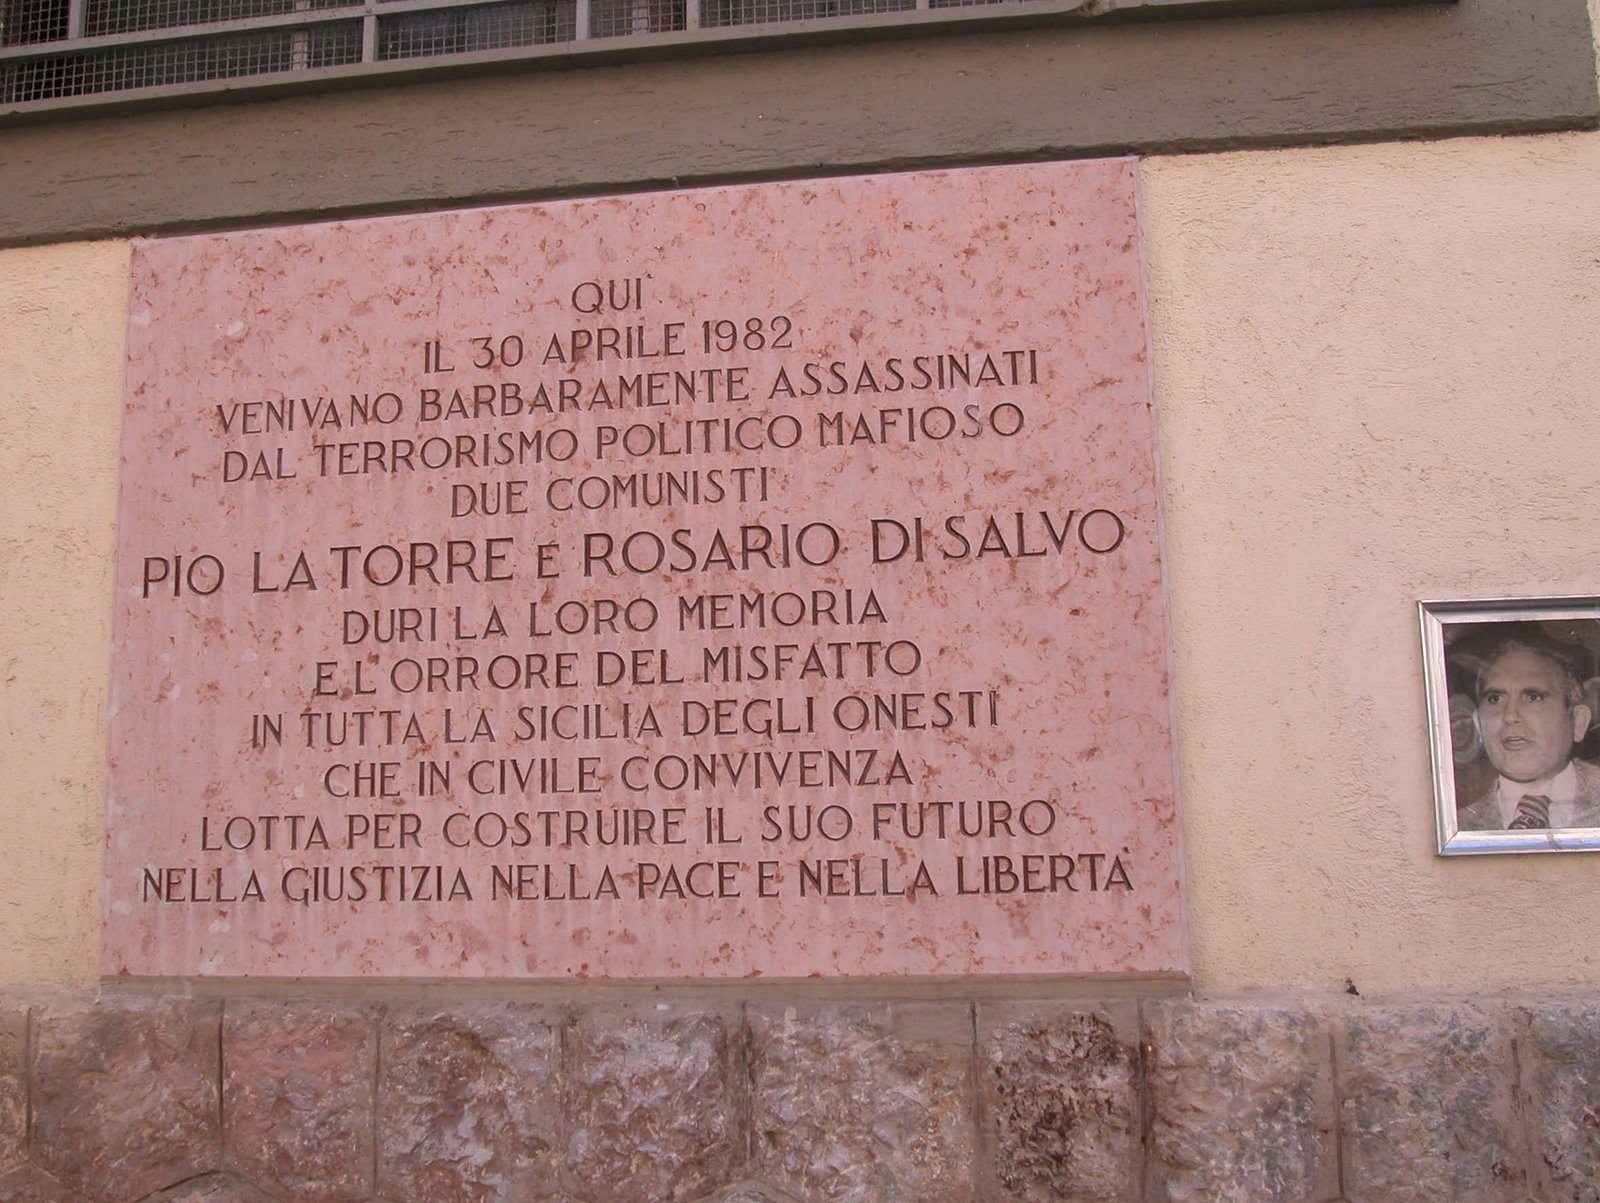 QUI
IL 30 APRILE 1982
VENIVANO BARBARAMENTE ASSASSINATI
DAL TERRORISMO POLITICO MAFIOSO
DUE COMUNISTI
PIO LA TORRE E ROSARIO DI SALVO
DURI LA LORO MEMORIA
E L'ORRORE DEL MISFATTO
IN TUTTA LA SICILIA DEGLI ONESTI
CHE IN CIVILE CONVIVENZA
LOTTA PER COSTRUIRE IL SUO FUTURO
NELLA GIUSTIZIA NELLA PACE E NELLA LIBERTÀ